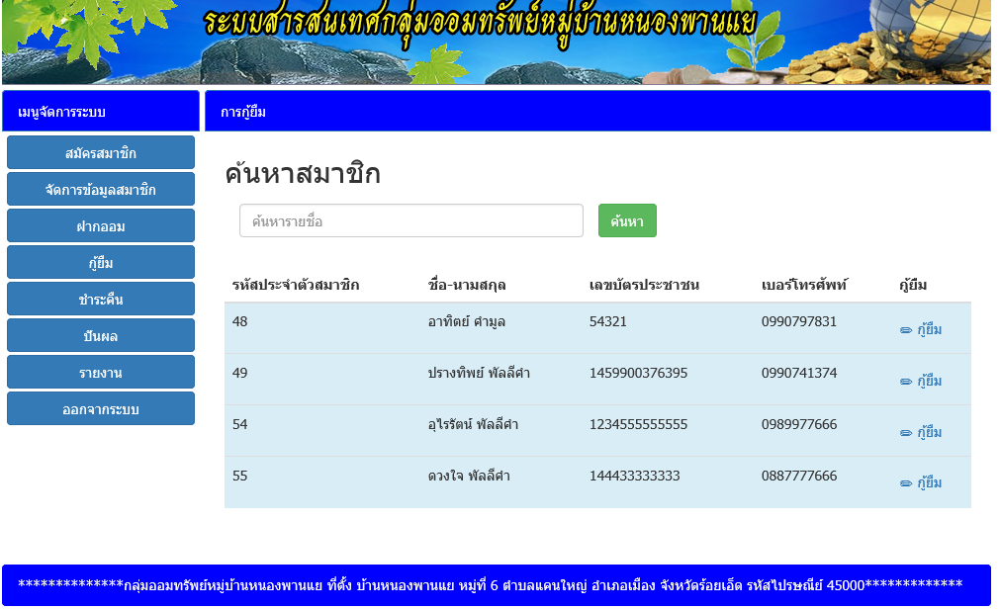 ระบบสารสนเทศกลุ่มออมทรัพย์หมู่บ้านหนองพานแย
เมนูจัดการระบบ
การกู้ยืม
สมัครสมาชิก
จัดการข้อมูลสมาชิก
ฝากออม
กู้ยืม
ชำระคืน
ปันผล
รายงาน
ออกจากระบบ
ค้นหาสมาชิก
ค้นหารายชื่อ ค้นหา
รหัสประจำตัวสมาชิก ชื่อ-นามสกุล เลขบัตรประชาชน เบอร์โทรศัพท์ กู้ยืม
48 อาทิตย์ คำมูล 54321 0990797831 กู้ยืม
49 ปรางทิพย์ พัลลีคำ 1459900376395 0990741374 กู้ยืม
54 อุไรรัตน์ พัลลีคำ 1234555555555 0989977666 กู้ยืม
55 ดวงใจ พัลลีคำ 144433333333 0887777666 กู้ยืม
**************กลุ่มออมทรัพย์หมู่บ้านหนองพานแย ที่ตั้ง บ้านหนองพานแย หมู่ที่ 6 ตำบลแคนใหญ่ อำเภอเมือง จังหวัดร้อยเอ็ด รหัสไปรษณีย์ 45000*************